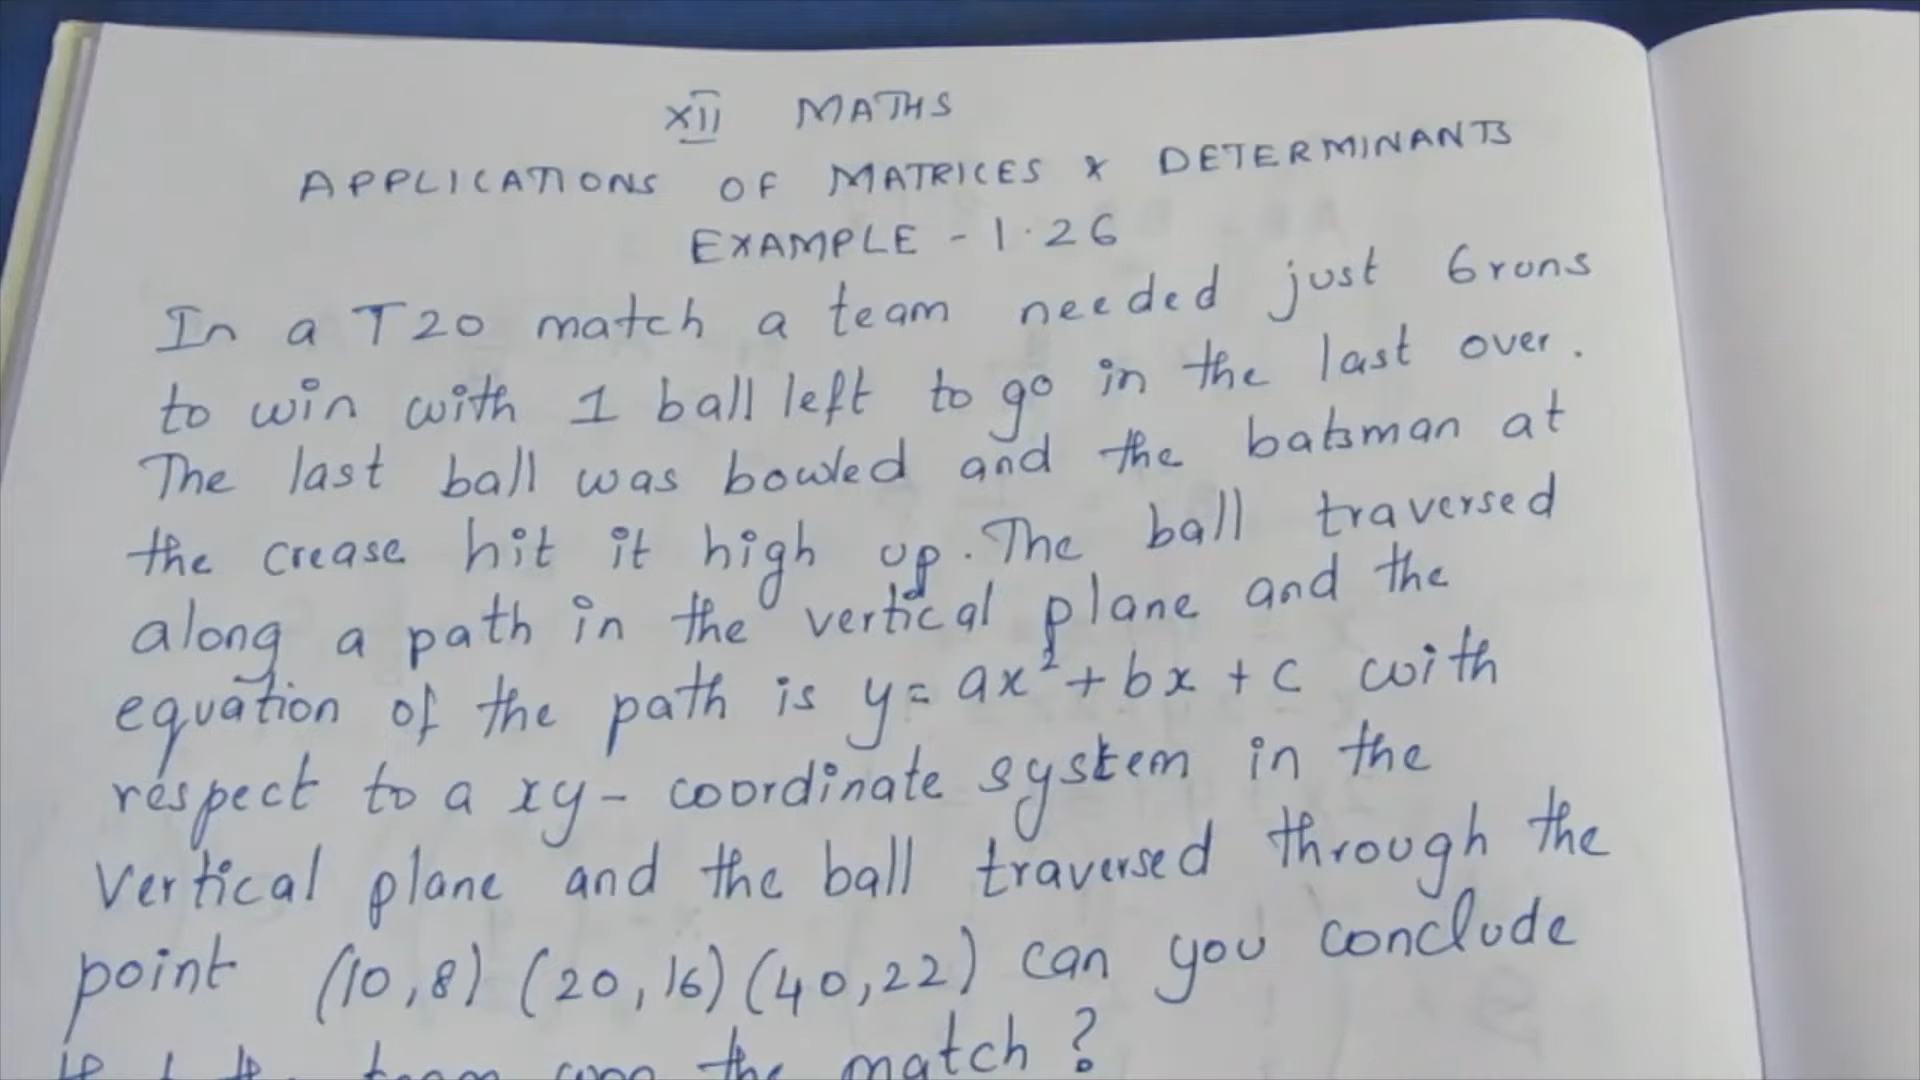 XII MATHS
APPLICATIONS OF MATRICES & DETERMINANTS
EXAMPLE - 1.26
In a T20 match a team needed just 6 runs
to win with 1 ball left to go in the last over.
The last ball was bowled and the batsman at
the crease hit it high up. The ball traversed
along a path in the vertical plane and the
equation of the path is y = ax² + bx + c with
respect to a xy - coordinate system in the
vertical plane and the ball traversed through the
point (10,8) (20,16) (40,22) can you conclude
team won the match?